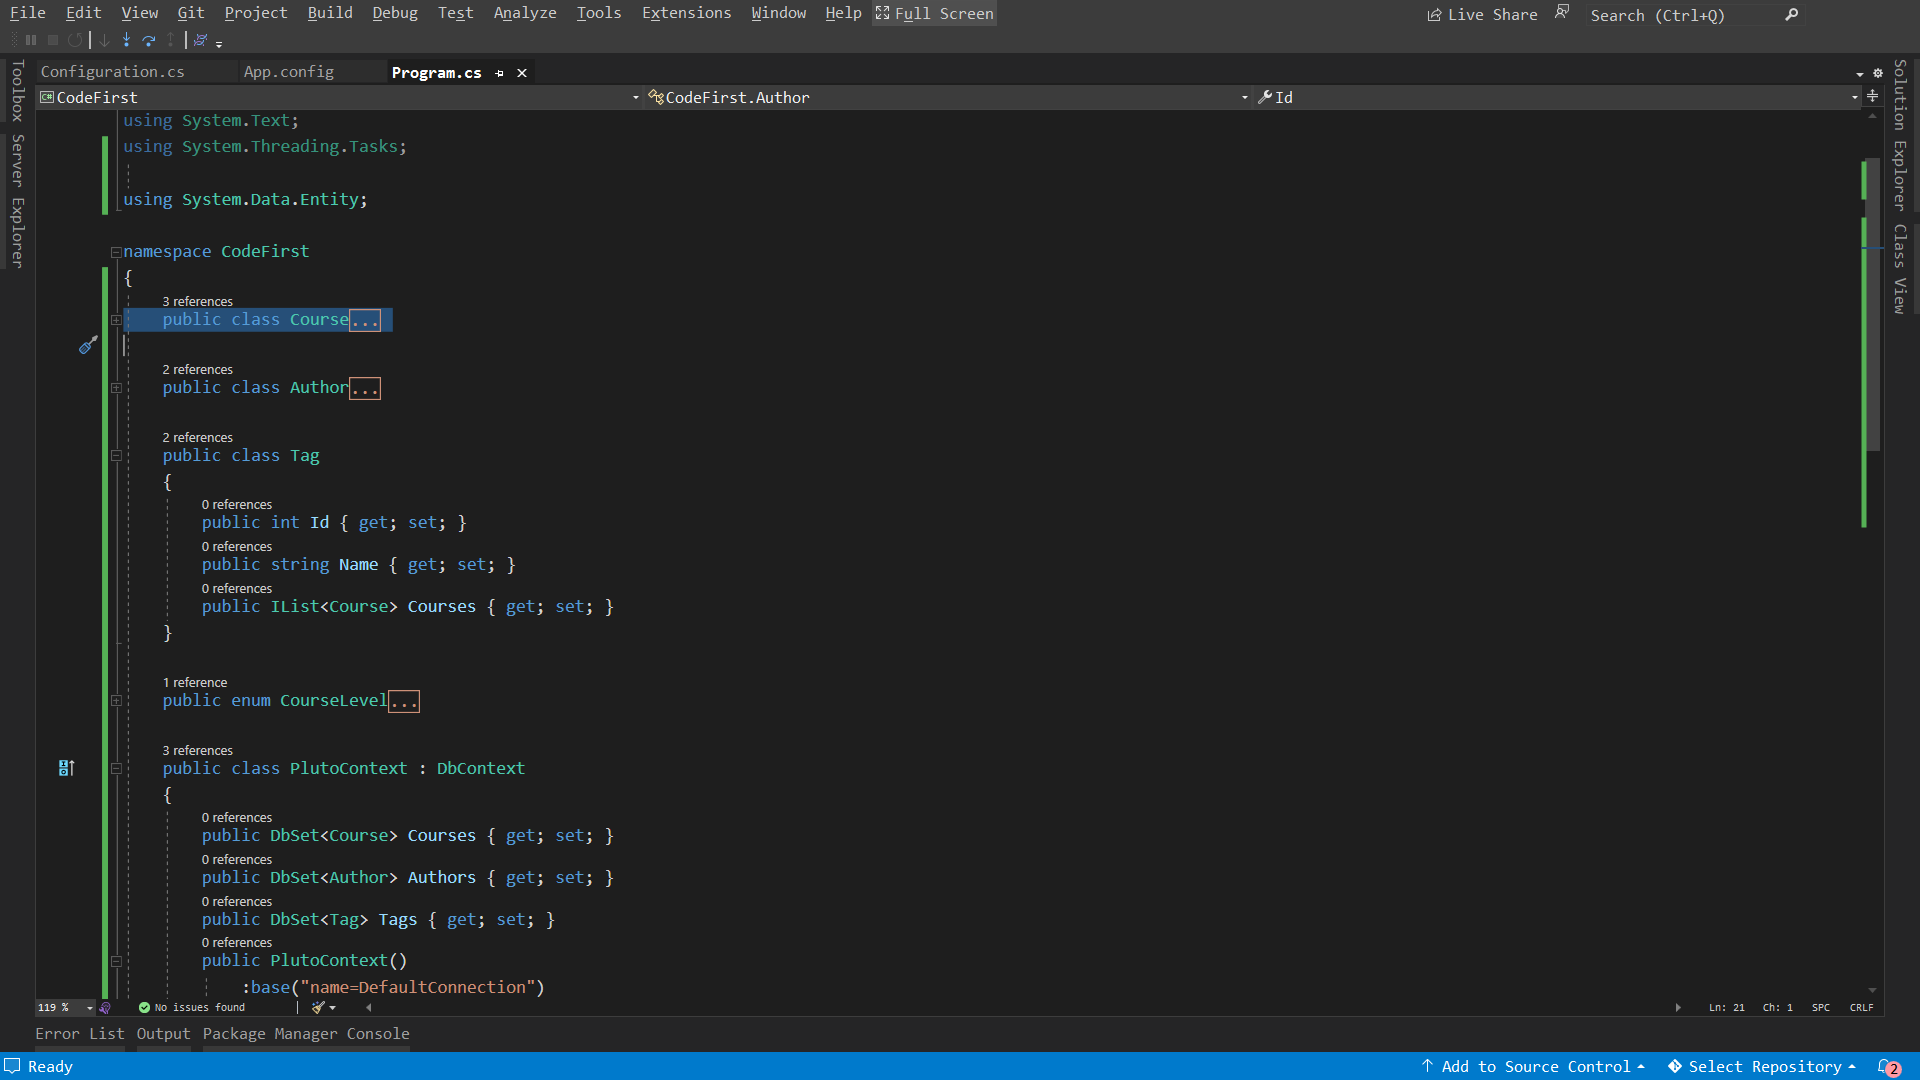 File Edit View Git Project Build Debug Test Analyze Tools Extensions Window Help Full Screen Live Share Search (Ctrl+Q)
Configuration.cs App.config Program.cs
CodeFirst CodeFirst.Author Id
using System.Text;
using System.Threading.Tasks;
using System.Data.Entity;
namespace CodeFirst
{
3 references
public class Course...
2 references
public class Author...
2 references
public class Tag
{
0 references
public int Id { get; set; }
0 references
public string Name { get; set; }
0 references
public IList<Course> Courses { get; set; }
}
1 reference
public enum CourseLevel...
3 references
public class PlutoContext : DbContext
{
0 references
public DbSet<Course> Courses { get; set; }
0 references
public DbSet<Author> Authors { get; set; }
0 references
public DbSet<Tag> Tags { get; set; }
0 references
public PlutoContext()
:base("name=DefaultConnection")
119 % No issues found Ln: 21 Ch: 1 SPC CRLF
Error List Output Package Manager Console
Ready Add to Source Control Select Repository 2
Toolbox
Server Explorer
Solution Explorer
Class View